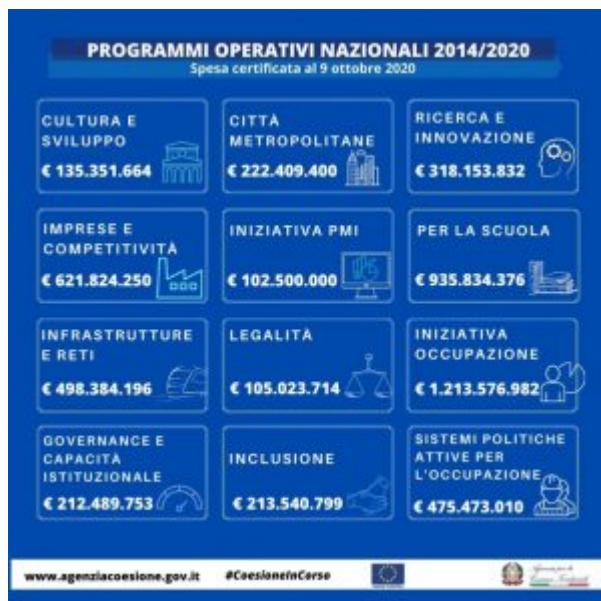 PROGRAMMI OPERATIVI NAZIONALI 2014/2020
Spesa certificata al 9 ottobre 2020
CULTURA E
SVILUPPO
€ 135.351.664
CITTÀ
METROPOLITANE
€ 222.409.400
RICERCA E
INNOVAZIONE
€ 318.153.832
IMPRESE E
COMPETITIVITÀ
€ 621.824.250
INIZIATIVA PMI
€ 102.500.000
PER LA SCUOLA
€ 935.834.376
INFRASTRUTTURE
E RETI
€ 498.384.196
LEGALITÀ
€ 105.023.714
INIZIATIVA
OCCUPAZIONE
€ 1.213.576.982
GOVERNANCE E
CAPACITÀ
ISTITUZIONALE
€ 212.489.753
INCLUSIONE
€ 213.540.799
SISTEMI POLITICHE
ATTIVE PER
L'OCCUPAZIONE
€ 475.473.010
www.agenziacoesione.gov.it #CoesioneInCorso